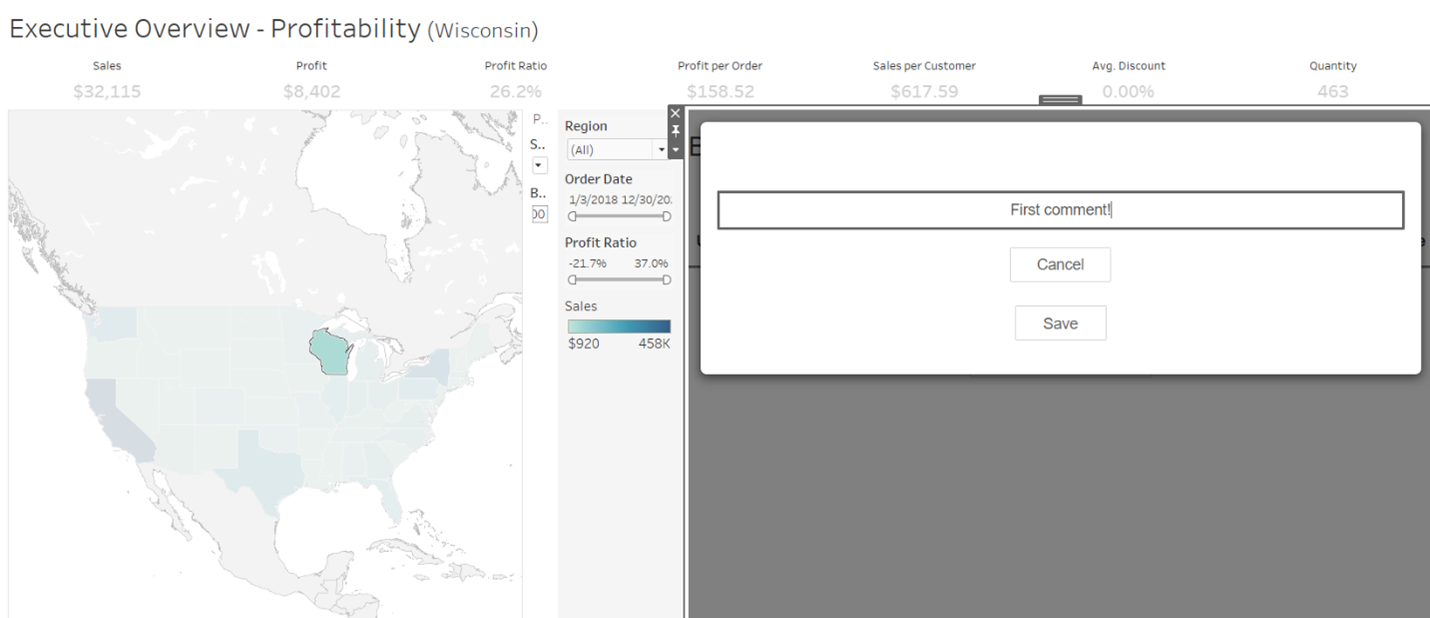 Executive Overview - Profitability (Wisconsin)
Sales Profit Profit Ratio Profit per Order Sales per Customer Avg. Discount Quantity
$32,115 $8,402 26.2% $158.52 $617.59 0.00% 463
P..
S..
B..
Region
(All)
Order Date
1/3/2018 12/30/20
Profit Ratio
-21.7% 37.0%
Sales
$920 458K
First comment!
Cancel
Save